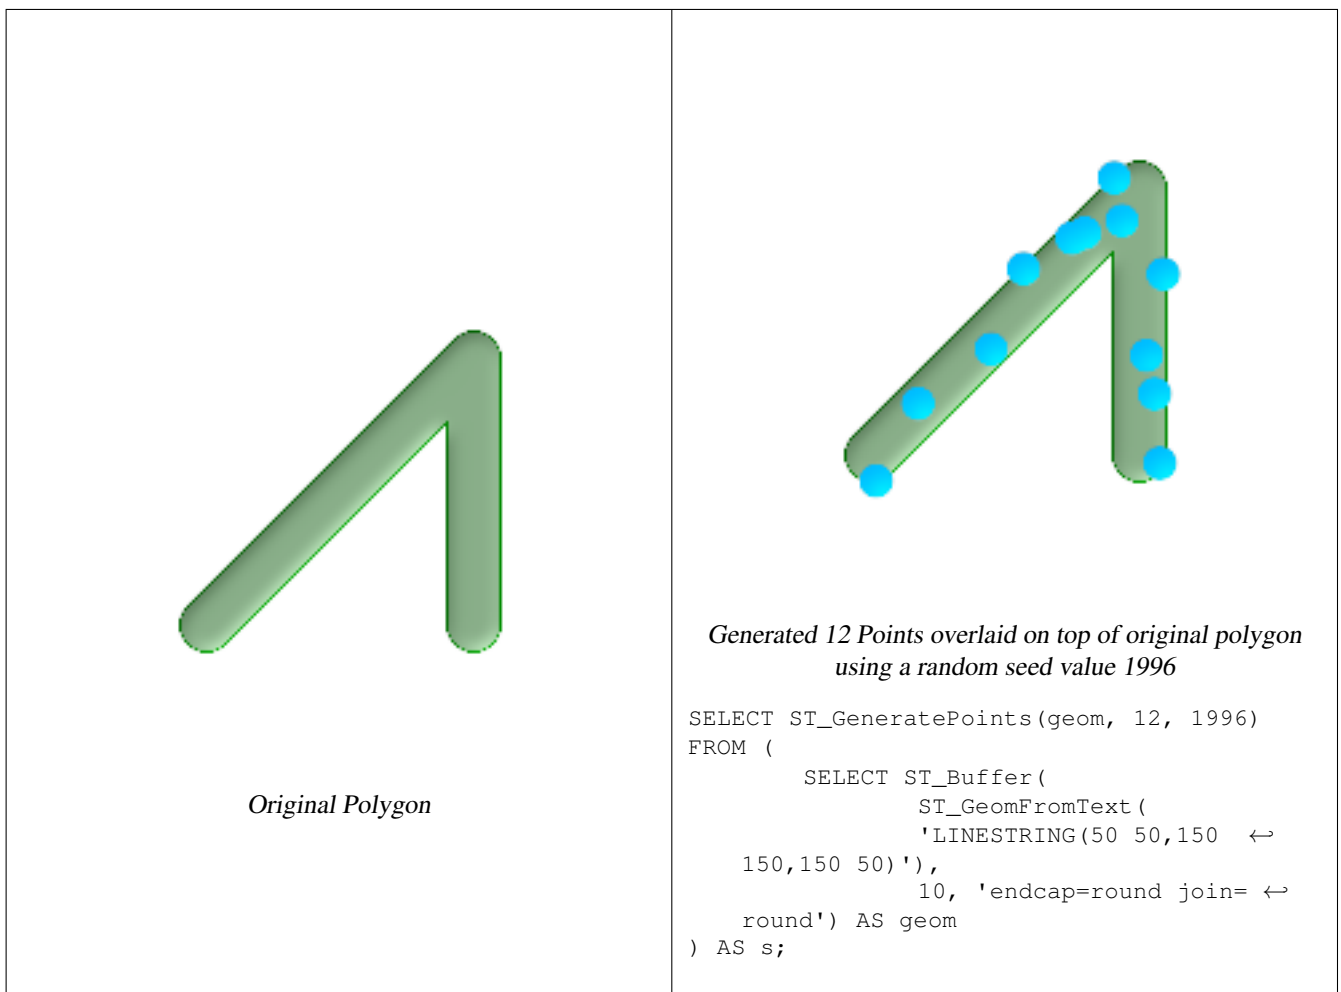 Original Polygon
Generated 12 Points overlaid on top of original polygon
using a random seed value 1996
SELECT ST_GeneratePoints(geom, 12, 1996)
FROM (
        SELECT ST_Buffer(
                ST_GeomFromText(
                'LINESTRING(50 50,150 ↩
    150,150 50)'),
                10, 'endcap=round join= ↩
    round') AS geom
) AS s;